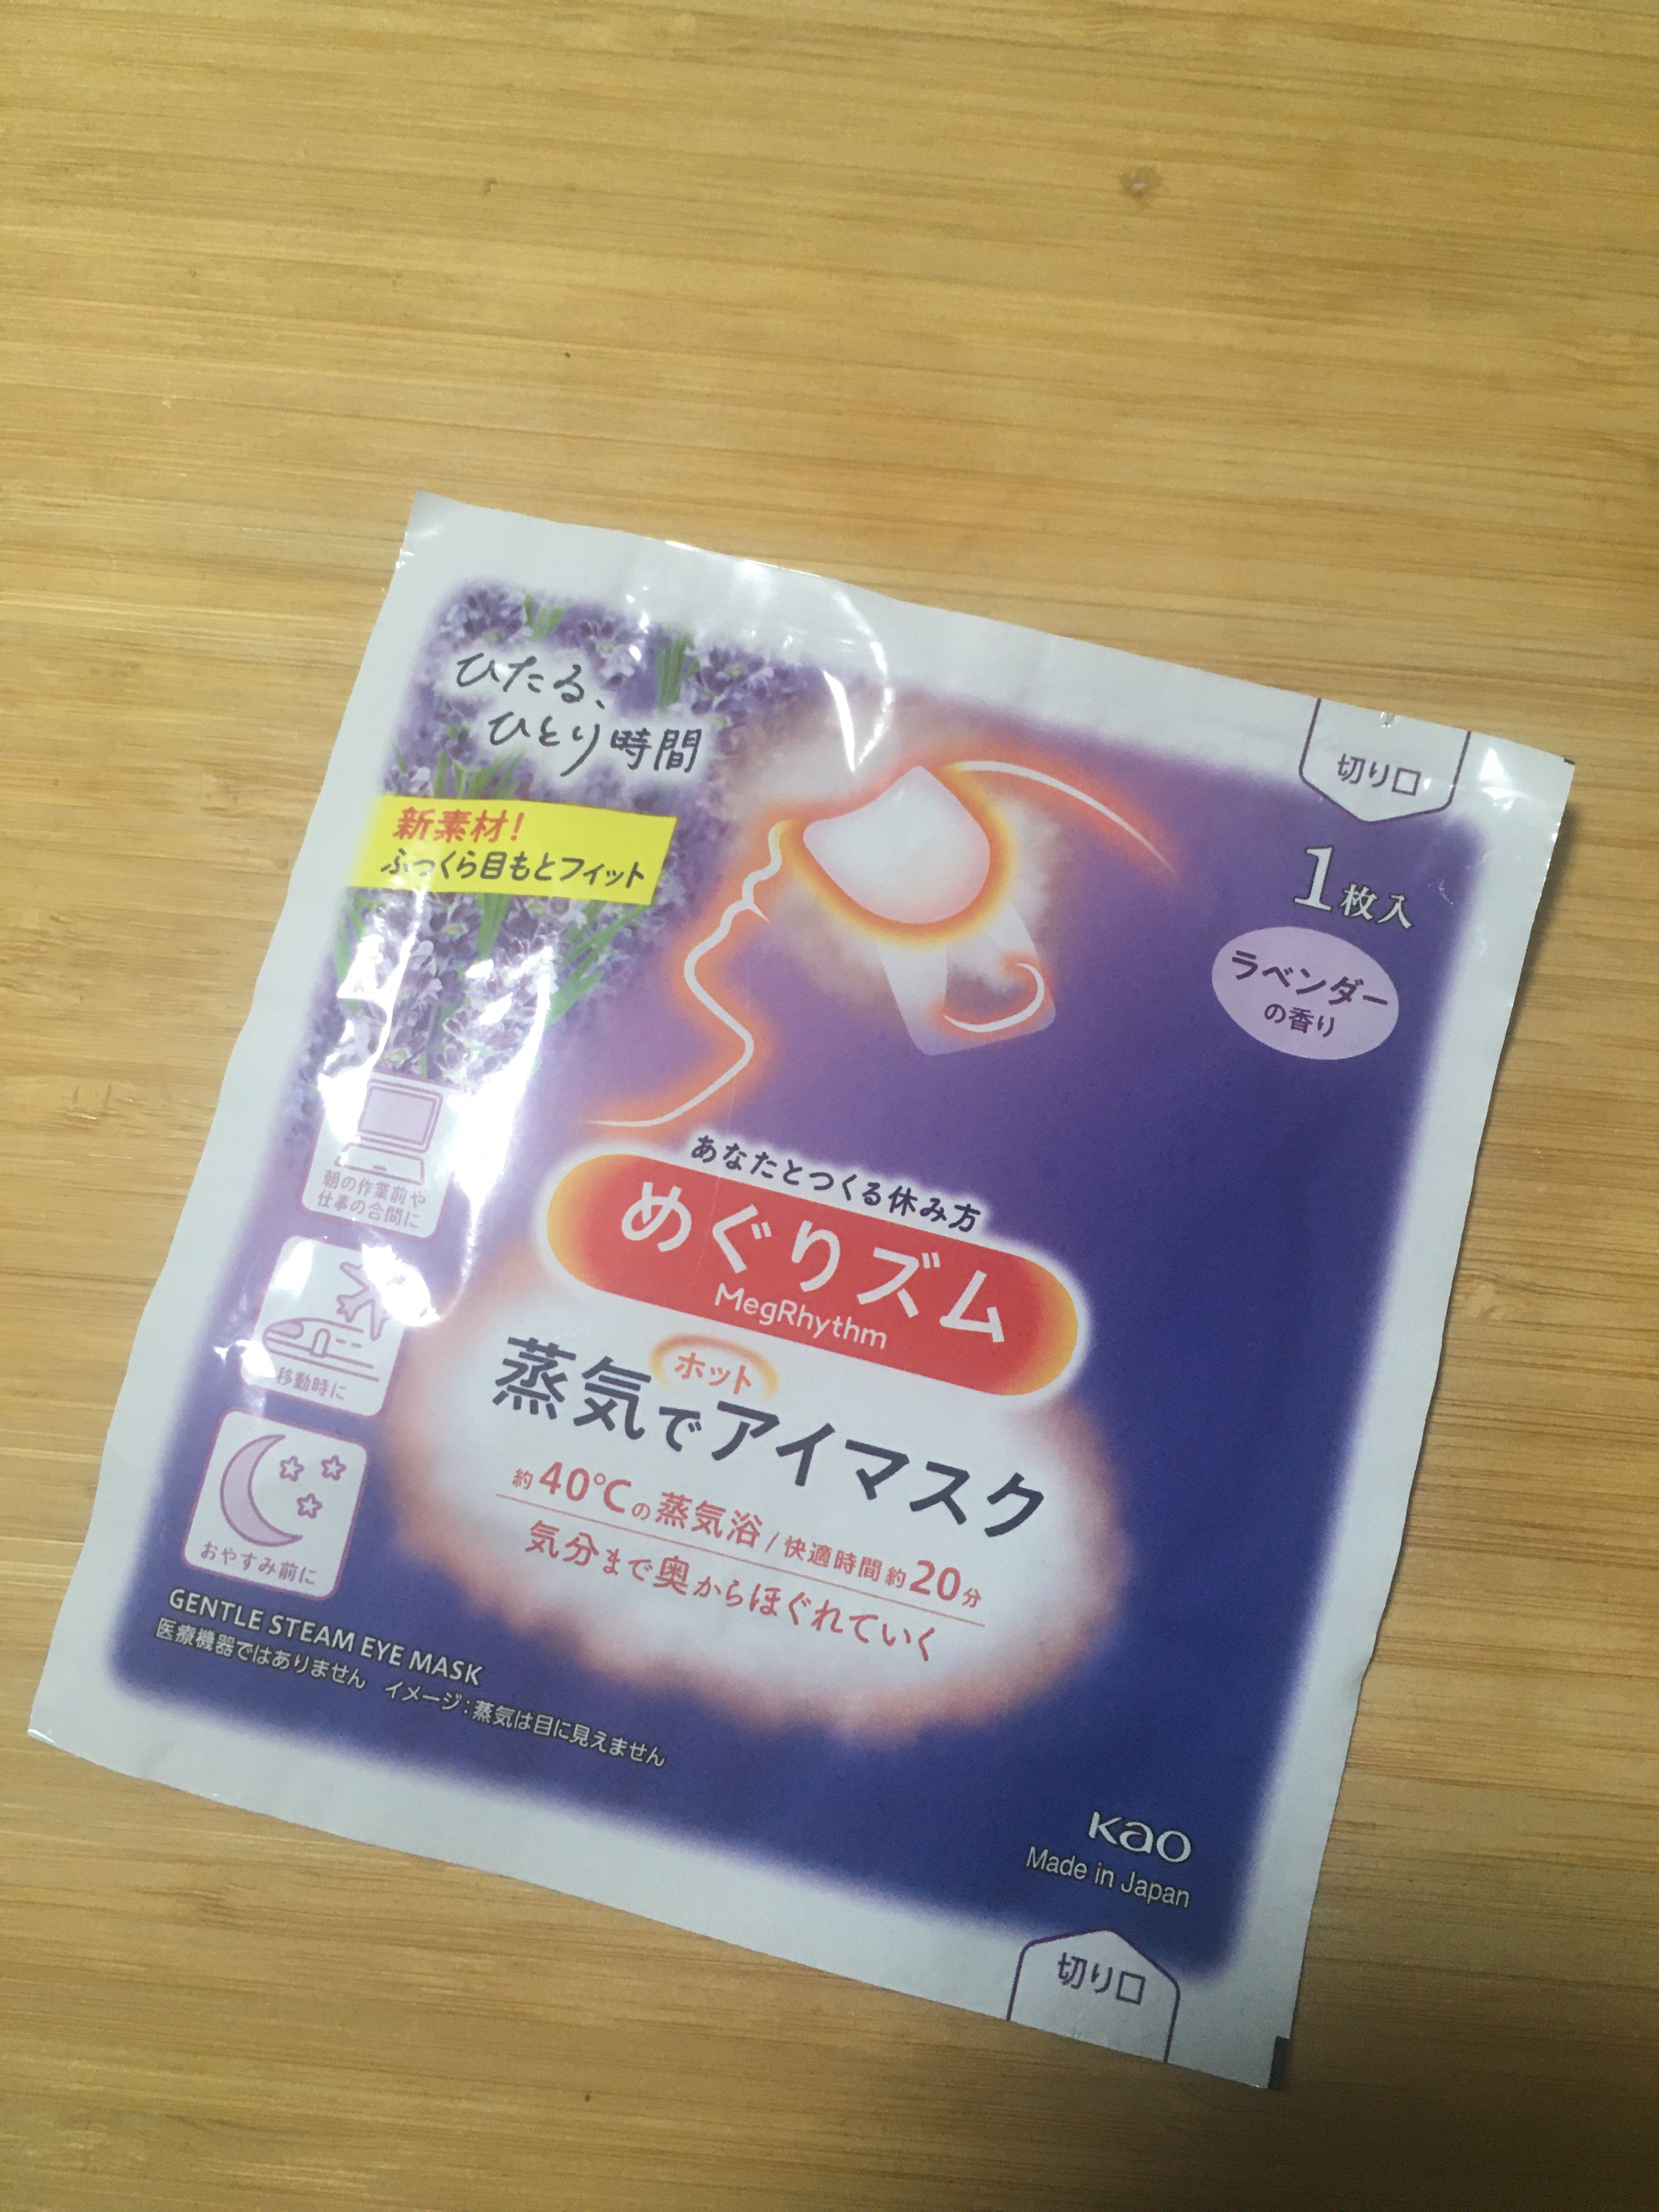 ひたる、
ひとり時間
新素材!
ふっくら目もとフィット
切り口
1枚入
ラベンダー
の香り
朝の作業前や
仕事の合間に
移動時に
おやすみ前に
あなたとつくる休み方
めぐりズム
MegRhythm
ホット
蒸気でアイマスク
約40℃の蒸気浴/快適時間約20分
気分まで奥からほぐれていく
GENTLE STEAM EYE MASK
医療機器ではありません イメージ:蒸気は目に見えません
Kao
Made in Japan
切り口